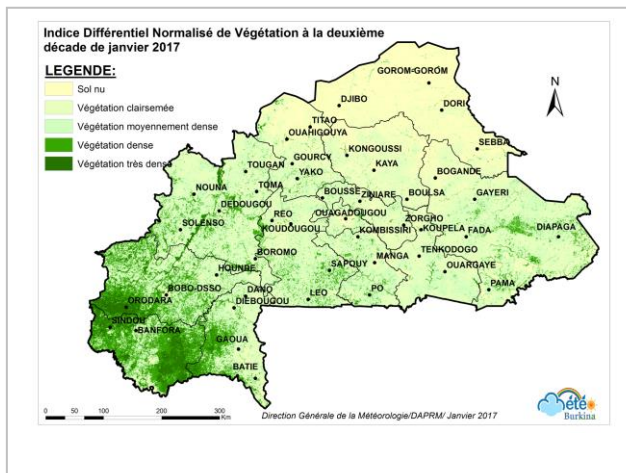 Indice Différentiel Normalisé de Végétation à la deuxième
décade de janvier 2017
LEGENDE:
Sol nu
Végétation clairsemée
Végétation moyennement dense
Végétation dense
Végétation très dense
N
GOROM-GOROM
DJIBO
DORI
TITAO
OUAHIGOUYA
KONGOUSSI
SEBBA
GOURCY
KAYA
TOUGAN
YAKO
BOGANDE
TOMA
NOUNA
BOUSSE
ZINIARE
BOULSA
GAYERI
DEDOUGOU
REO
OUAGADOUGOU
ZORGHO
SOLENSO
KOUDOUGOU
KOMBISSIRI
KOUPELA
FADA
DIAPAGA
BOROMO
TENKODOGO
MANGA
SAPOUY
OUARGAYE
HOUNDE
BOBO-DSSO
DANO
PAMA
ORODARA
DIEBOUGOU
LEO
PO
SINDOU
BANFORA
GAOUA
BATIE
0 50 100 200 300
Km
Direction Générale de la Météorologie/DAPRM/ Janvier 2017
été
Burkina